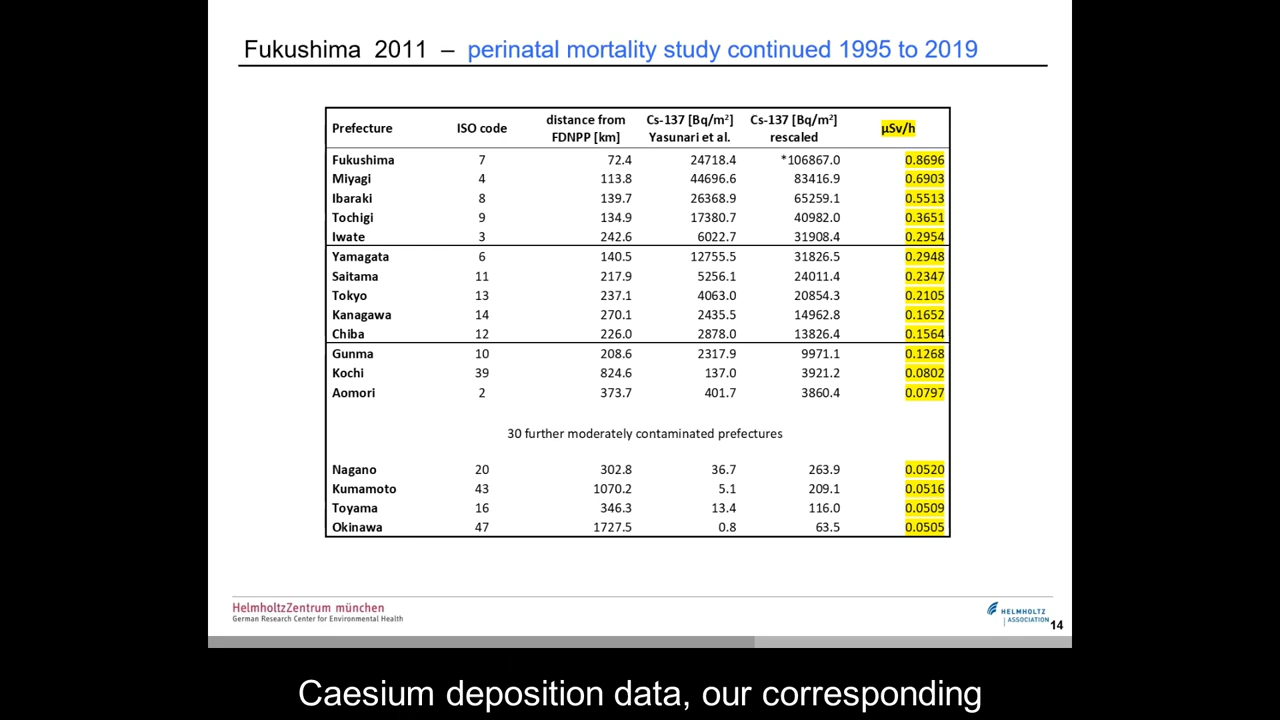 Fukushima 2011 – perinatal mortality study continued 1995 to 2019
Prefecture ISO code distance from FDNPP [km] Cs-137 [Bq/m²] Yasunari et al. Cs-137 [Bq/m²] rescaled µSv/h
Fukushima 7 72.4 24718.4 *106867.0 0.8696
Miyagi 4 113.8 44696.6 83416.9 0.6903
Ibaraki 8 139.7 26368.9 65259.1 0.5513
Tochigi 9 134.9 17380.7 40982.0 0.3651
Iwate 3 242.6 6022.7 31908.4 0.2954
Yamagata 6 140.5 12755.5 31826.5 0.2948
Saitama 11 217.9 5256.1 24011.4 0.2347
Tokyo 13 237.1 4063.0 20854.3 0.2105
Kanagawa 14 270.1 2435.5 14962.8 0.1652
Chiba 12 226.0 2878.0 13826.4 0.1564
Gunma 10 208.6 2317.9 9971.1 0.1268
Kochi 39 824.6 137.0 3921.2 0.0802
Aomori 2 373.7 401.7 3860.4 0.0797
30 further moderately contaminated prefectures
Nagano 20 302.8 36.7 263.9 0.0520
Kumamoto 43 1070.2 5.1 209.1 0.0516
Toyama 16 346.3 13.4 116.0 0.0509
Okinawa 47 1727.5 0.8 63.5 0.0505
HelmholtzZentrum münchen
German Research Center for Environmental Health
HELMHOLTZ
ASSOCIATION
14
Caesium deposition data, our corresponding